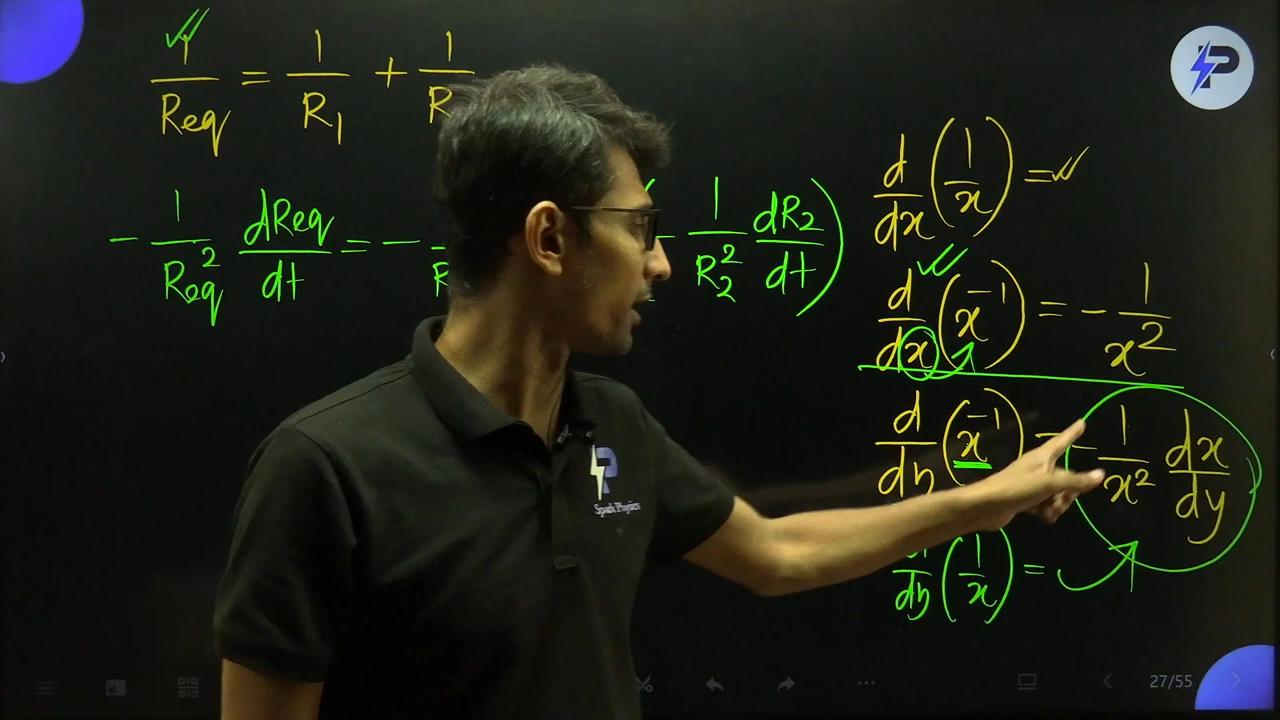 1/Req = 1/R₁ + 1/R
- 1/Req² dReq/dt = - - 1/R₂² dR₂/dt)
d/dx (1/x) =
d/dx (x⁻¹) = - 1/x²
d/dy (x⁻¹) = - 1/x² dx/dy
d/dy (1/x) =
P
P
Spark Physics
27/55